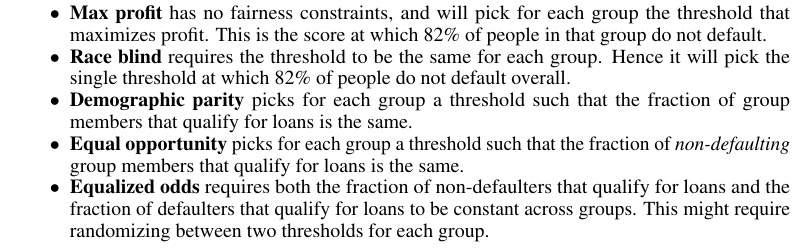 • Max profit has no fairness constraints, and will pick for each group the threshold that
maximizes profit. This is the score at which 82% of people in that group do not default.
• Race blind requires the threshold to be the same for each group. Hence it will pick the
single threshold at which 82% of people do not default overall.
• Demographic parity picks for each group a threshold such that the fraction of group
members that qualify for loans is the same.
• Equal opportunity picks for each group a threshold such that the fraction of non-defaulting
group members that qualify for loans is the same.
• Equalized odds requires both the fraction of non-defaulters that qualify for loans and the
fraction of defaulters that qualify for loans to be constant across groups. This might require
randomizing between two thresholds for each group.